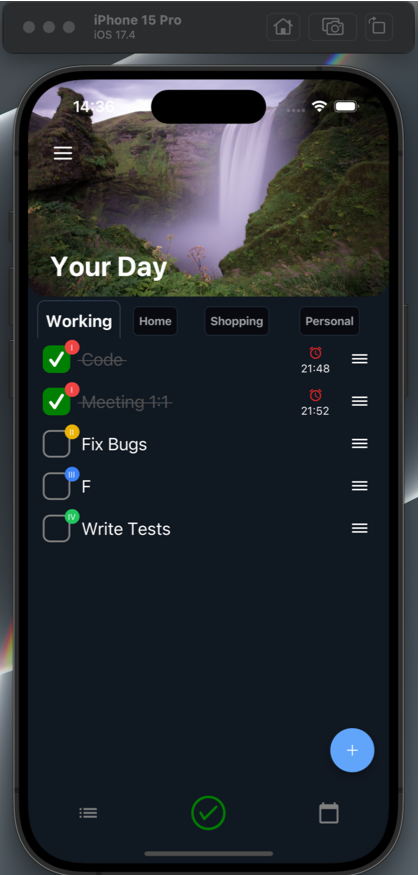 iPhone 15 Pro
iOS 17.4
14:36
Your Day
Working Home Shopping Personal
I
Code
21:48
I
Meeting 1:1
21:52
II
Fix Bugs
III
F
IV
Write Tests